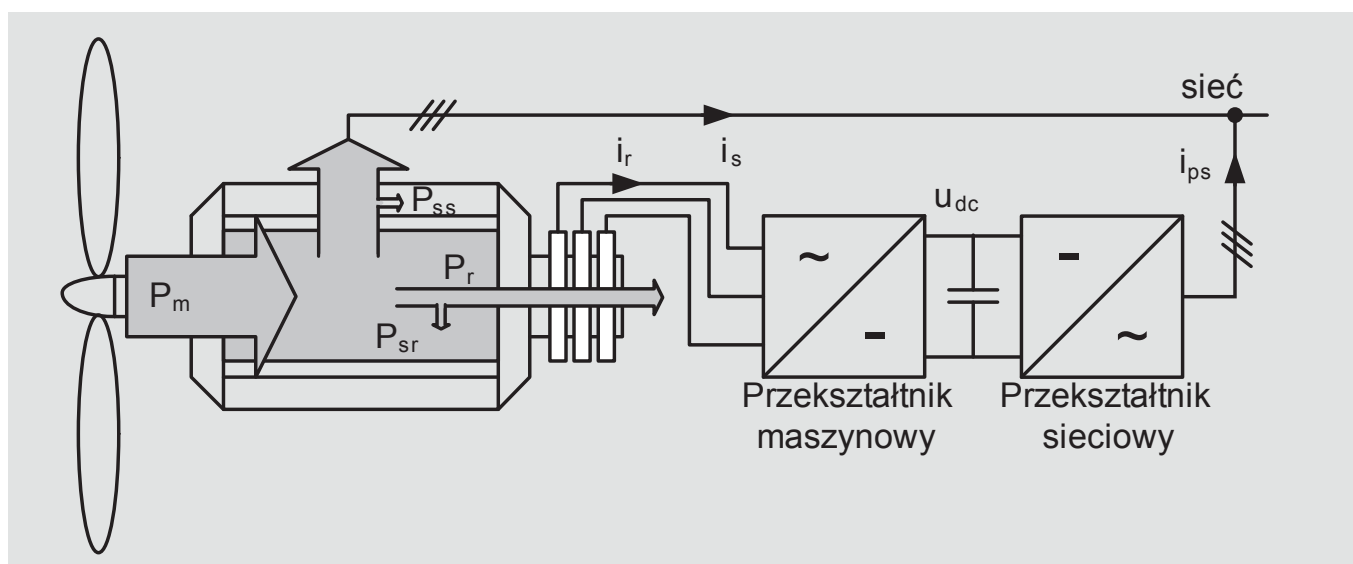 sieć
i_r
i_s
i_ps
P_ss
u_dc
~
-
P_r
P_m
-
~
P_sr
Przekształtnik
maszynowy
Przekształtnik
sieciowy